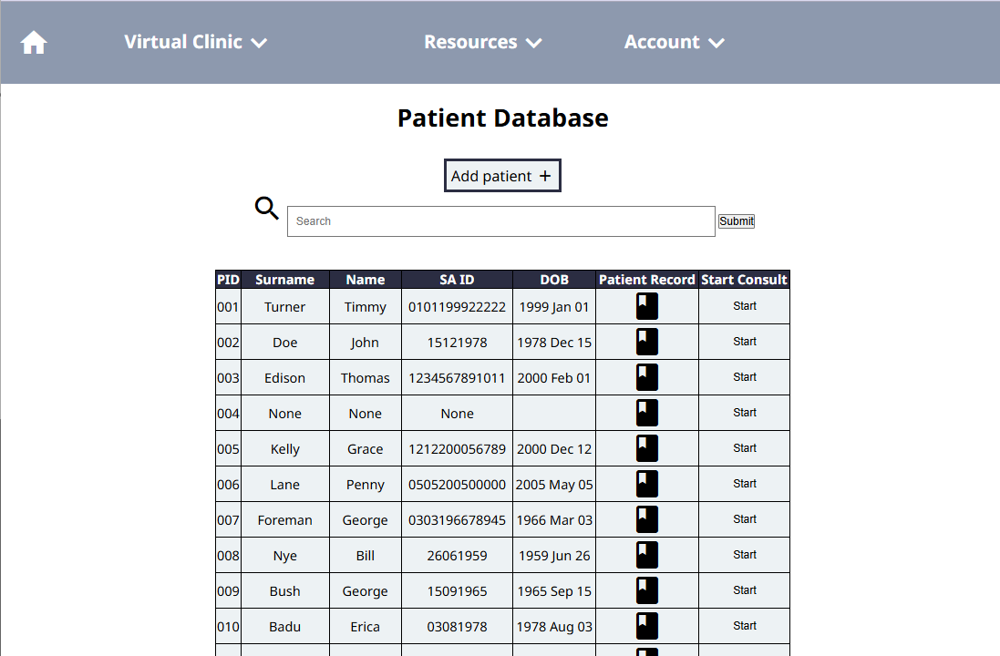 Virtual Clinic Resources Account
Patient Database
Add patient +
Search Submit
PID Surname Name SA ID DOB Patient Record Start Consult
001 Turner Timmy 0101199922222 1999 Jan 01 Start
002 Doe John 15121978 1978 Dec 15 Start
003 Edison Thomas 1234567891011 2000 Feb 01 Start
004 None None None Start
005 Kelly Grace 1212200056789 2000 Dec 12 Start
006 Lane Penny 0505200500000 2005 May 05 Start
007 Foreman George 0303196678945 1966 Mar 03 Start
008 Nye Bill 26061959 1959 Jun 26 Start
009 Bush George 15091965 1965 Sep 15 Start
010 Badu Erica 03081978 1978 Aug 03 Start